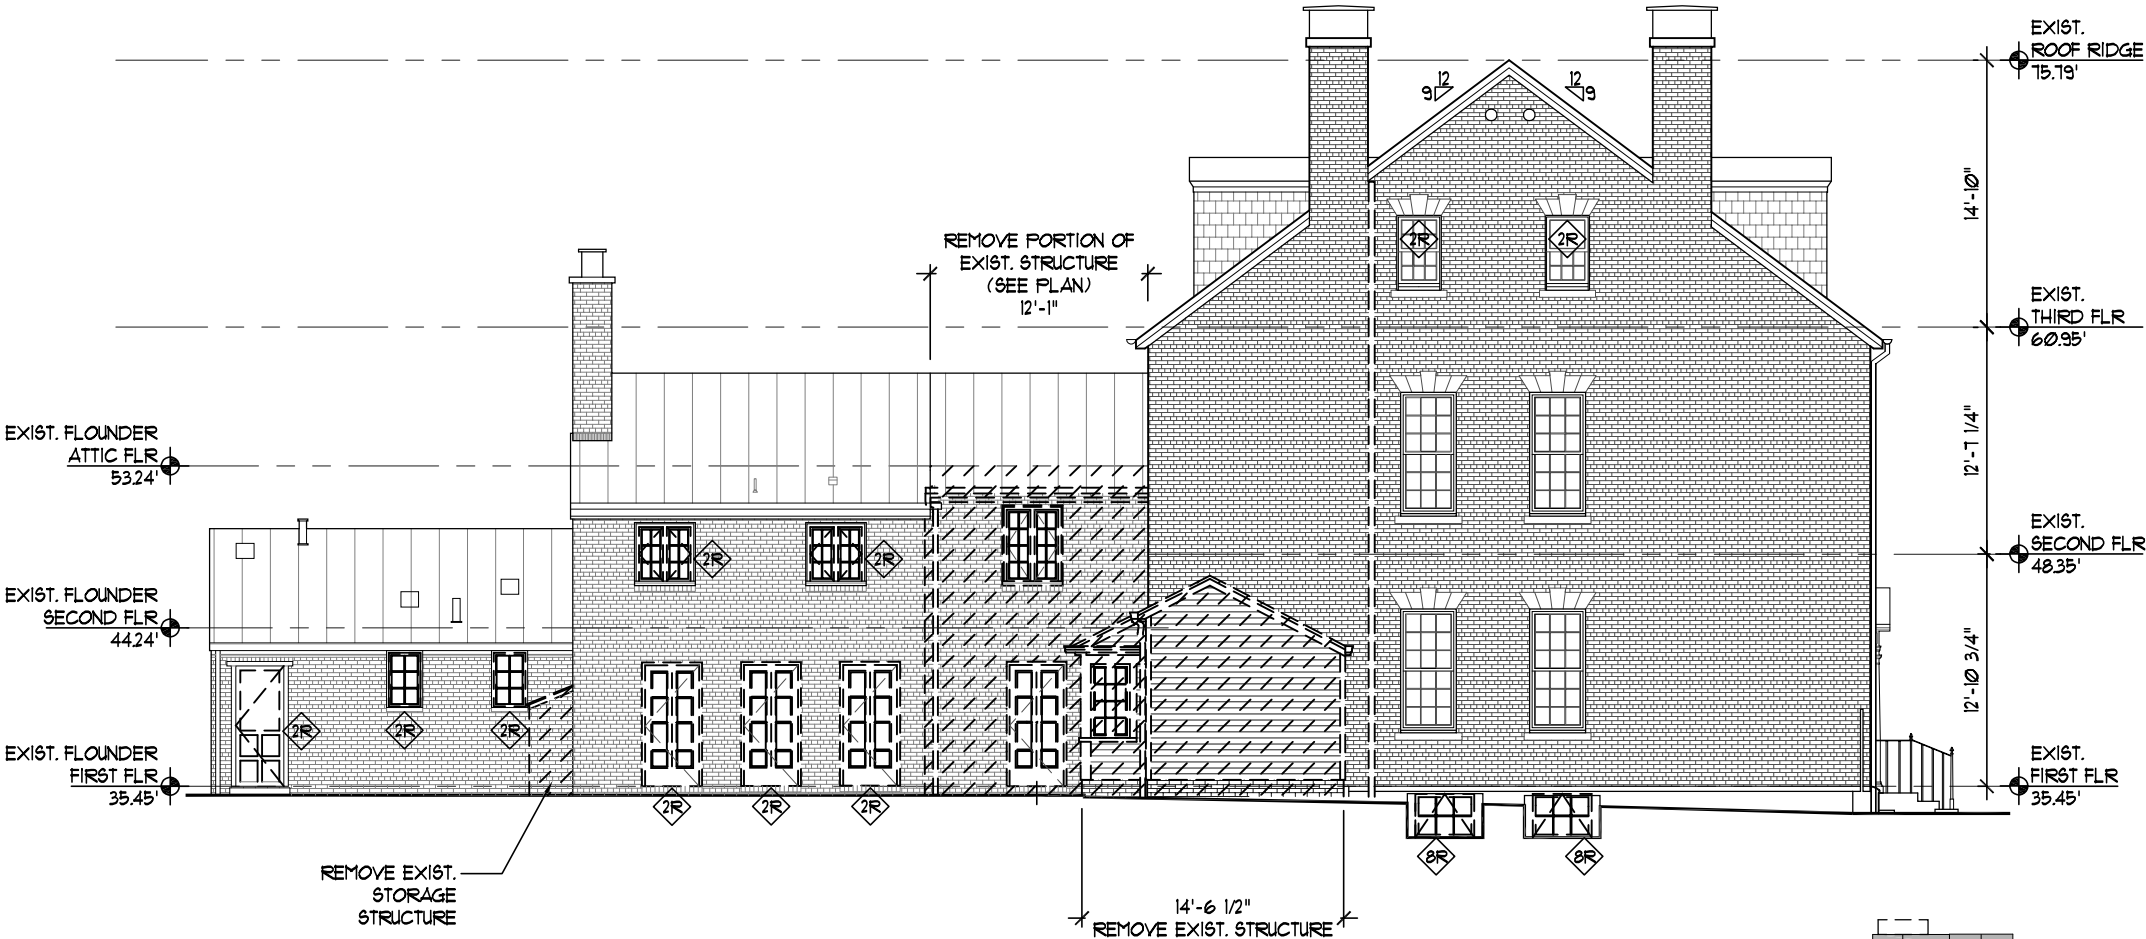 EXIST.
ROOF RIDGE
75.79'
12
9
12
9
14'-10"
2R
2R
REMOVE PORTION OF
EXIST. STRUCTURE
(SEE PLAN)
12'-1"
EXIST.
THIRD FLR
60.95'
12'-7 1/4"
EXIST. FLOUNDER
ATTIC FLR
53.24'
EXIST.
SECOND FLR
48.35'
2R
2R
EXIST. FLOUNDER
SECOND FLR
44.24'
12'-10 3/4"
2R
2R
2R
EXIST. FLOUNDER
FIRST FLR
35.45'
EXIST.
FIRST FLR
35.45'
2R
2R
2R
8R
8R
REMOVE EXIST.
STORAGE
STRUCTURE
14'-6 1/2"
REMOVE EXIST. STRUCTURE